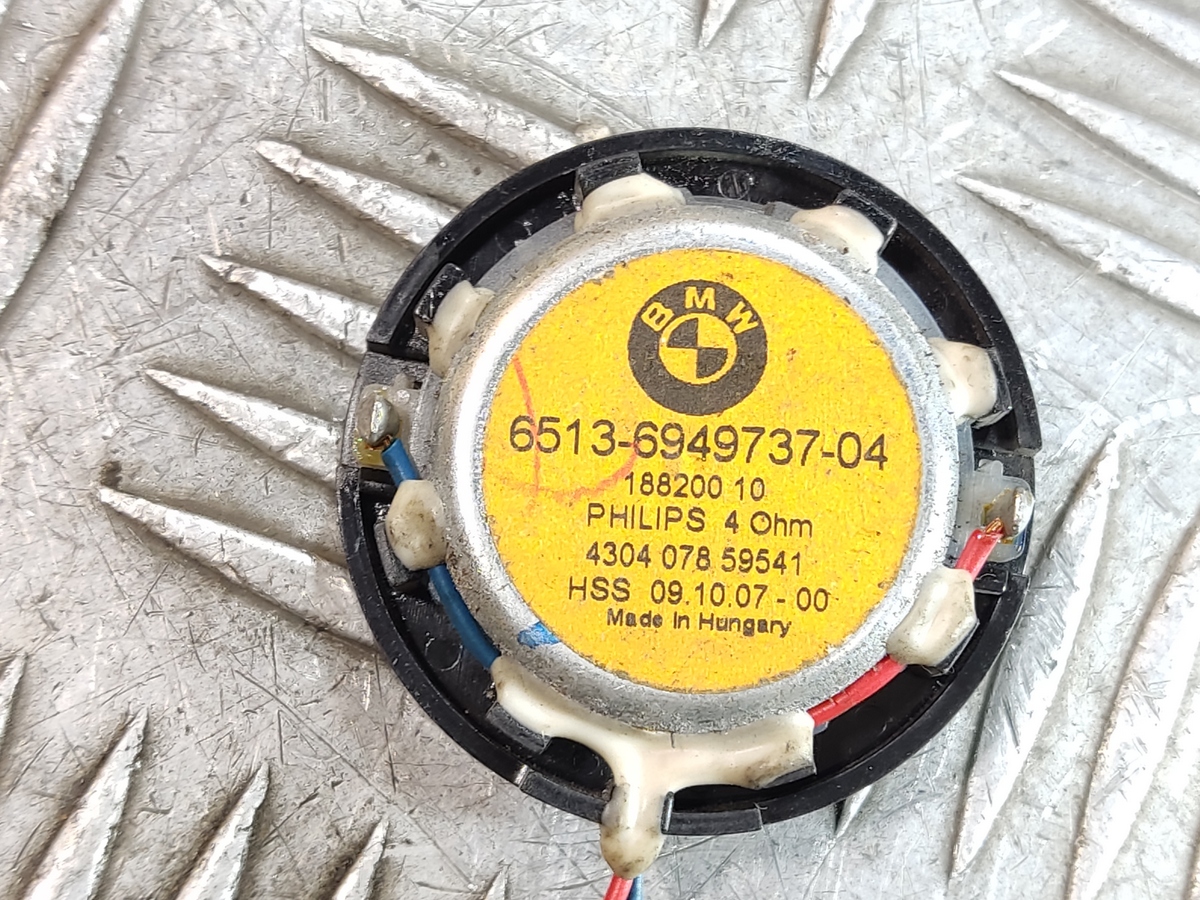 BMW
6513-6949737-04
188200 10
PHILIPS 4 Ohm
4304 078 59541
HSS 09.10.07 - 00
Made in Hungary